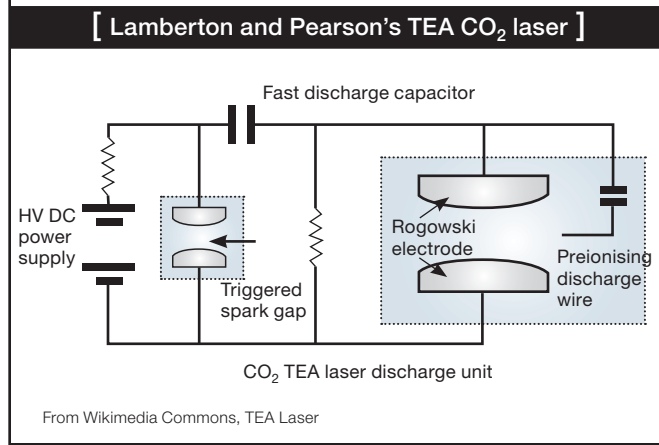 [ Lamberton and Pearson’s TEA CO₂ laser ]
Fast discharge capacitor
HV DC
power
supply
Triggered
spark gap
Rogowski
electrode
Preionising
discharge
wire
CO₂ TEA laser discharge unit
From Wikimedia Commons, TEA Laser